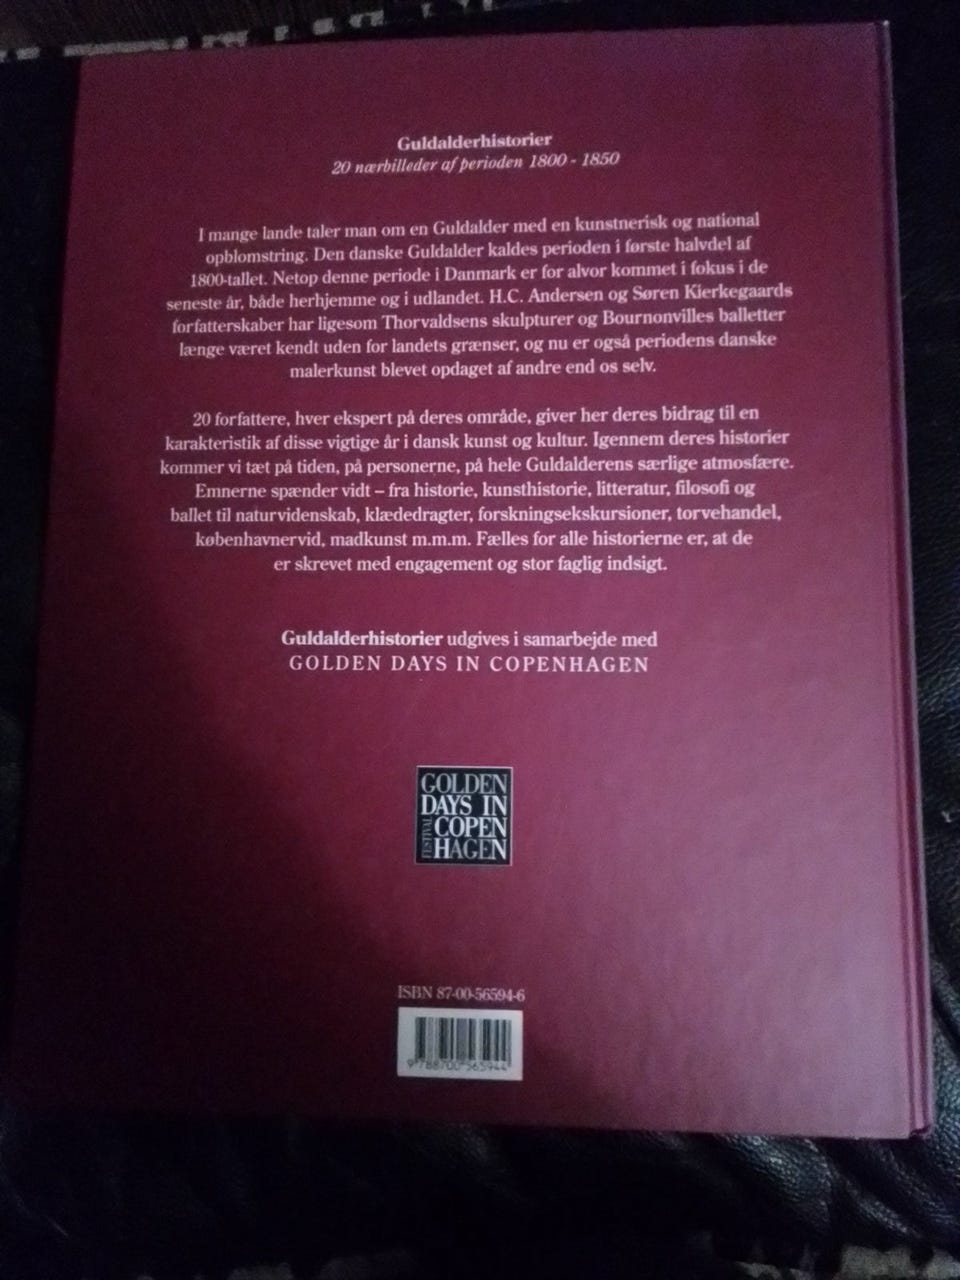 Guldalderhistorier
20 nærbilleder af perioden 1800 - 1850
I mange lande taler man om en Guldalder med en kunstnerisk og national
opblomstring. Den danske Guldalder kaldes perioden i første halvdel af
1800-tallet. Netop denne periode i Danmark er for alvor kommet i fokus i de
seneste år, både herhjemme og i udlandet. H.C. Andersen og Søren Kierkegaards
forfatterskaber har ligesom Thorvaldsens skulpturer og Bournonvilles balletter
længe været kendt uden for landets grænser, og nu er også periodens danske
malerkunst blevet opdaget af andre end os selv.
20 forfattere, hver ekspert på deres område, giver her deres bidrag til en
karakteristik af disse vigtige år i dansk kunst og kultur. Igennem deres historier
kommer vi tæt på tiden, på personerne, på hele Guldalderens særlige atmosfære.
Emnerne spænder vidt – fra historie, kunsthistorie, litteratur, filosofi og
ballet til naturvidenskab, klædedragter, forskningsekskursioner, torvehandel,
københavnervid, madkunst m.m.m. Fælles for alle historierne er, at de
er skrevet med engagement og stor faglig indsigt.
Guldalderhistorier udgives i samarbejde med
GOLDEN DAYS IN COPENHAGEN
GOLDEN
DAYS IN
FESTIVAL COPEN
HAGEN
ISBN 87-00-56594-6
9 788700 565944